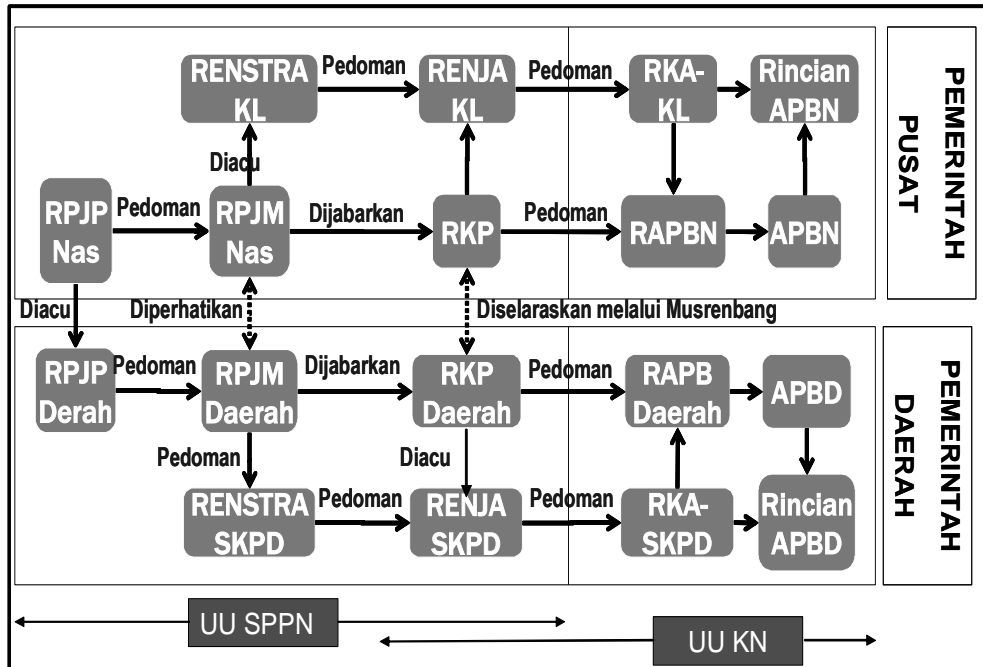 RENSTRA
KL
Pedoman
RENJA
KL
Pedoman
RKA-
KL
Rincian
APBN
Diacu
RPJP
Nas
Pedoman
RPJM
Nas
Dijabarkan
RKP
Pedoman
RAPBN
APBN
PEMERINTAH
PUSAT
Diacu
Diperhatikan
Diselaraskan melalui Musrenbang
RPJP
Derah
Pedoman
RPJM
Daerah
Dijabarkan
RKP
Daerah
Pedoman
RAPB
Daerah
APBD
Pedoman
Diacu
RENSTRA
SKPD
Pedoman
RENJA
SKPD
Pedoman
RKA-
SKPD
Rincian
APBD
PEMERINTAH
DAERAH
UU SPPN
UU KN